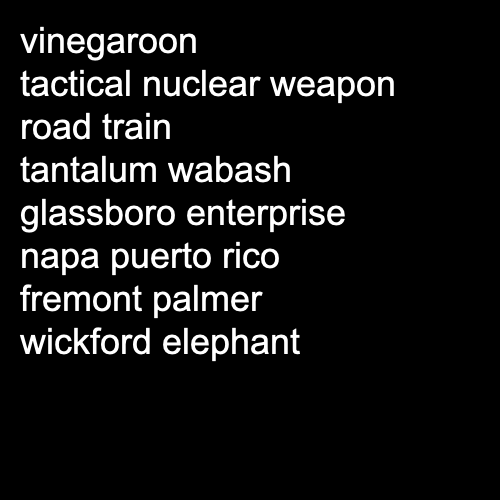 vinegaroon
tactical nuclear weapon
road train
tantalum wabash
glassboro enterprise
napa puerto rico
fremont palmer
wickford elephant